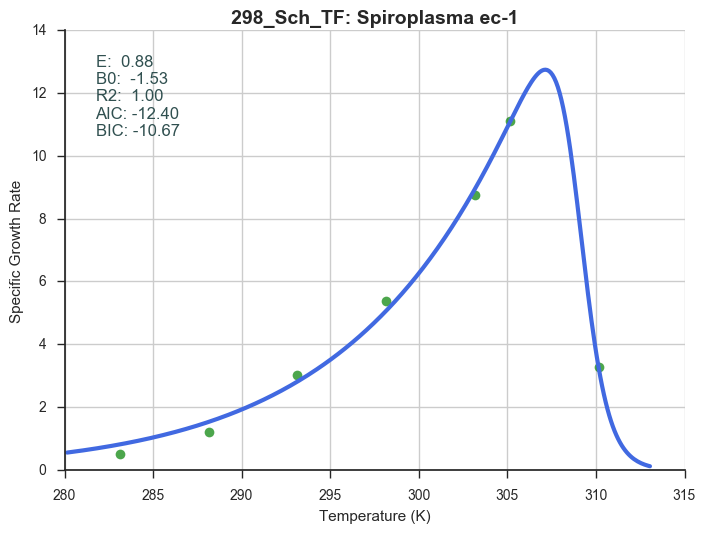 298_Sch_TF: Spiroplasma ec-1
E: 0.88
B0: -1.53
R2: 1.00
AIC: -12.40
BIC: -10.67
Specific Growth Rate
14
12
10
8
6
4
2
0
280 285 290 295 300 305 310 315
Temperature (K)